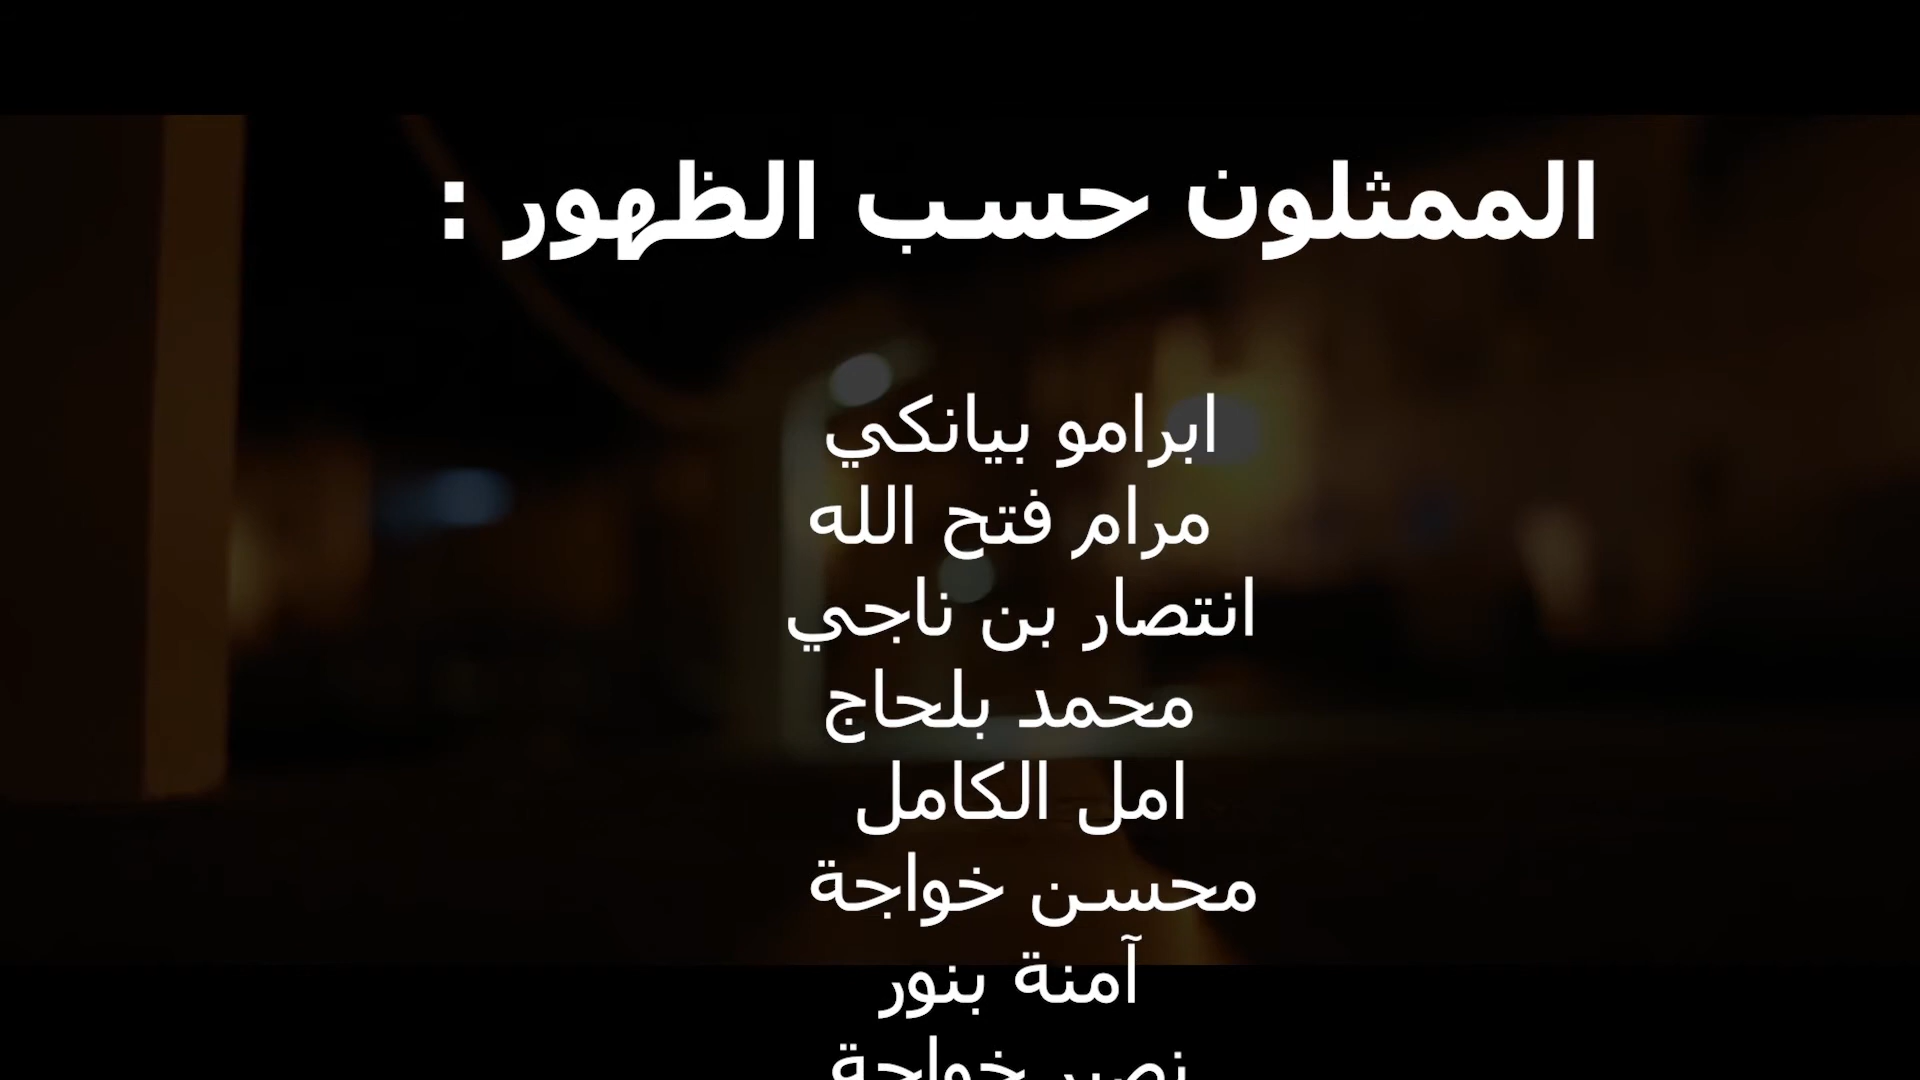 الممثلون حسب الظهور :
ابرامو بيانكي
مرام فتح الله
انتصار بن ناجي
محمد بلحاج
امل الكامل
محسن خواجة
آمنة بنور
خواجة